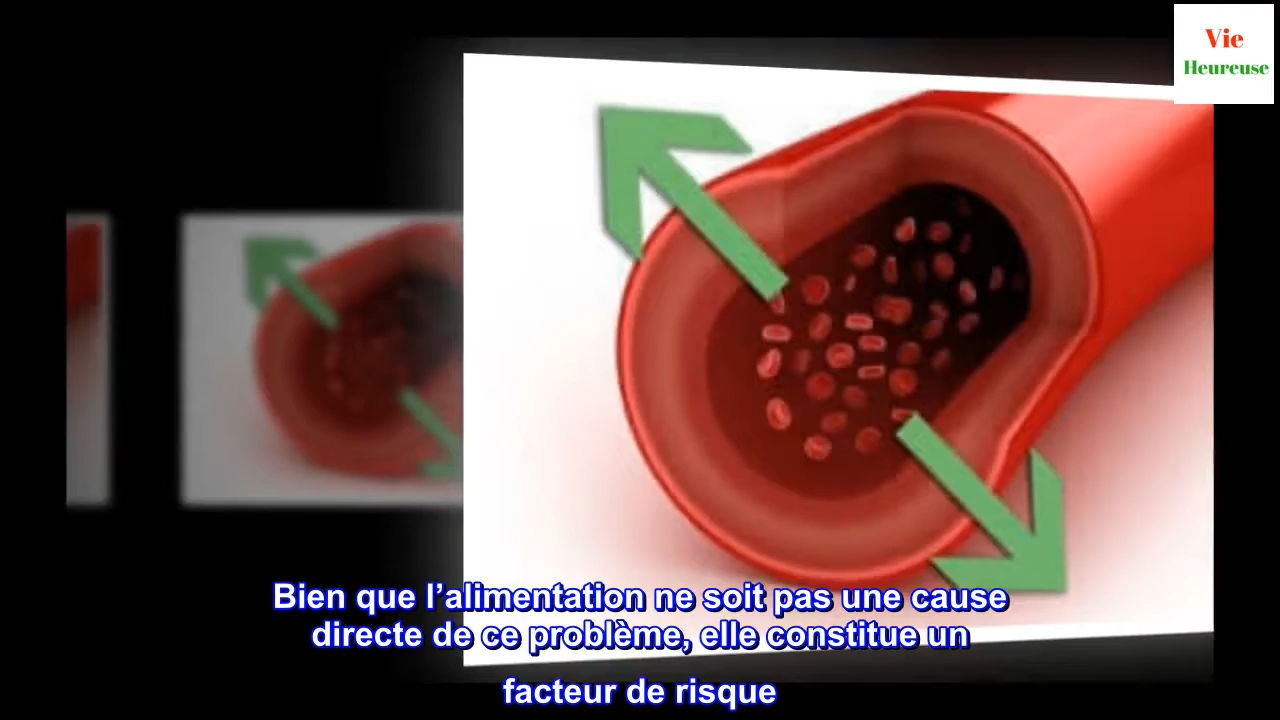 Vie
Heureuse
Bien que l’alimentation ne soit pas une cause
directe de ce problème, elle constitue un
facteur de risque